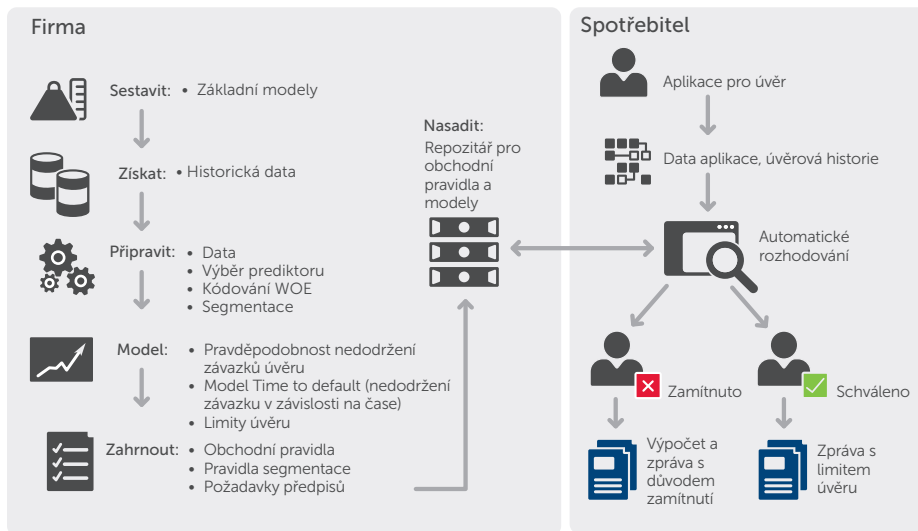 Firma
Sestavit: • Základní modely
Získat: • Historická data
Připravit: • Data
• Výběr prediktoru
• Kódování WOE
• Segmentace
Model: • Pravděpodobnost nedodržení
závazků úvěru
• Model Time to default (nedodržení
závazku v závislosti na čase)
• Limity úvěru
Zahrnout: • Obchodní pravidla
• Pravidla segmentace
• Požadavky předpisů
Nasadit:
Repozitář pro
obchodní
pravidla a
modely
Spotřebitel
Aplikace pro úvěr
Data aplikace, úvěrová historie
Automatické
rozhodování
Zamítnuto
Schváleno
Výpočet a
zpráva s
důvodem
zamítnutí
Zpráva s
limitem
úvěru